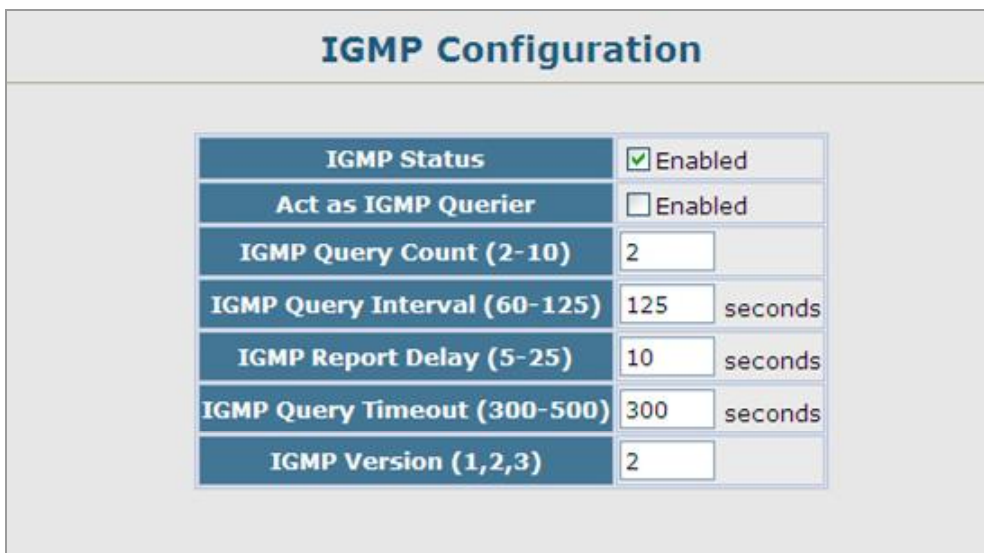 IGMP Configuration
IGMP Status Enabled
Act as IGMP Querier Enabled
IGMP Query Count (2-10) 2
IGMP Query Interval (60-125) 125 seconds
IGMP Report Delay (5-25) 10 seconds
IGMP Query Timeout (300-500) 300 seconds
IGMP Version (1,2,3) 2